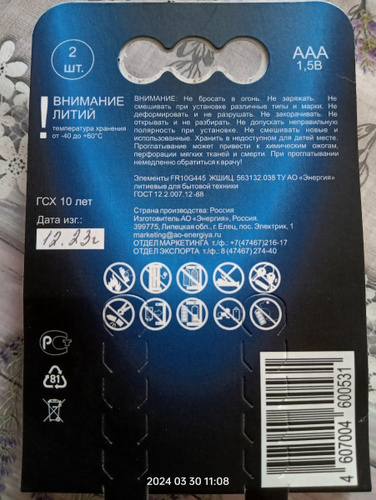 2
шт.
ААА
1,5В
! ВНИМАНИЕ
ЛИТИЙ
температура хранения
от -40 до +60°С
ВНИМАНИЕ: Не бросать в огонь. Не заряжать. Не
смешивать при установке различные типы и марки. Не
деформировать и не разрушать. Не закорачивать. Не
открывать и не разбирать. Не допускать неправильную
полярность при установке. Не смешивать новые и
использованные. Хранить в недоступном для детей месте.
Проглатывание может привести к химическим ожогам,
перфорации мягких тканей и смерти. При проглатывании
немедленно обратиться к врачу!
Элементы FR10G445 ЖШИЦ.563132.038 ТУ АО «Энергия»
литиевые для бытовой техники
ГОСТ 12.2.007.12-88
ГСХ 10 лет
Дата изг.:
12.23г
Страна производства: Россия
Изготовитель АО «Энергия», Россия,
399775, Липецкая обл., г Елец, пос. Электрик, 1
marketing@ao-energiya.ru
ОТДЕЛ МАРКЕТИНГА т./ф.: +7(47467)216-17
ОТДЕЛ ЭКСПОРТА т./ф.: 8 (47467) 274-40
РСТ
81
4 607004 600531
2024 03 30 11:08